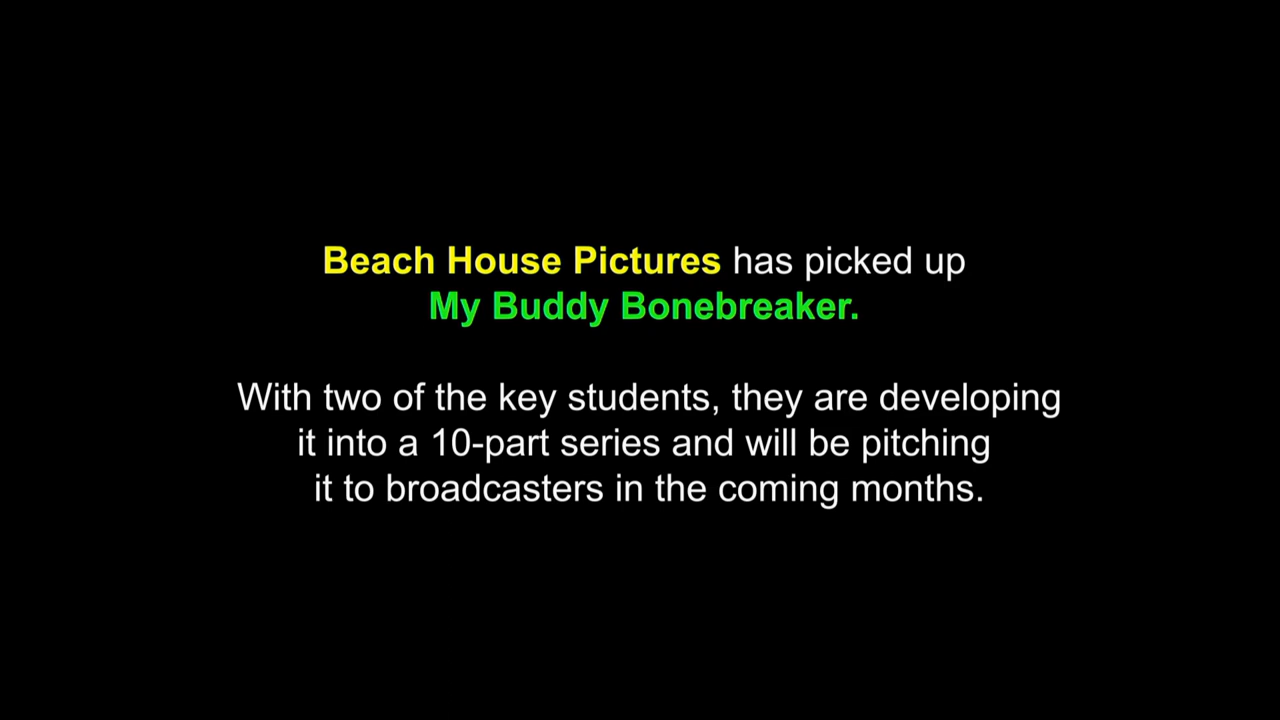 Beach House Pictures has picked up
My Buddy Bonebreaker.
With two of the key students, they are developing
it into a 10-part series and will be pitching
it to broadcasters in the coming months.